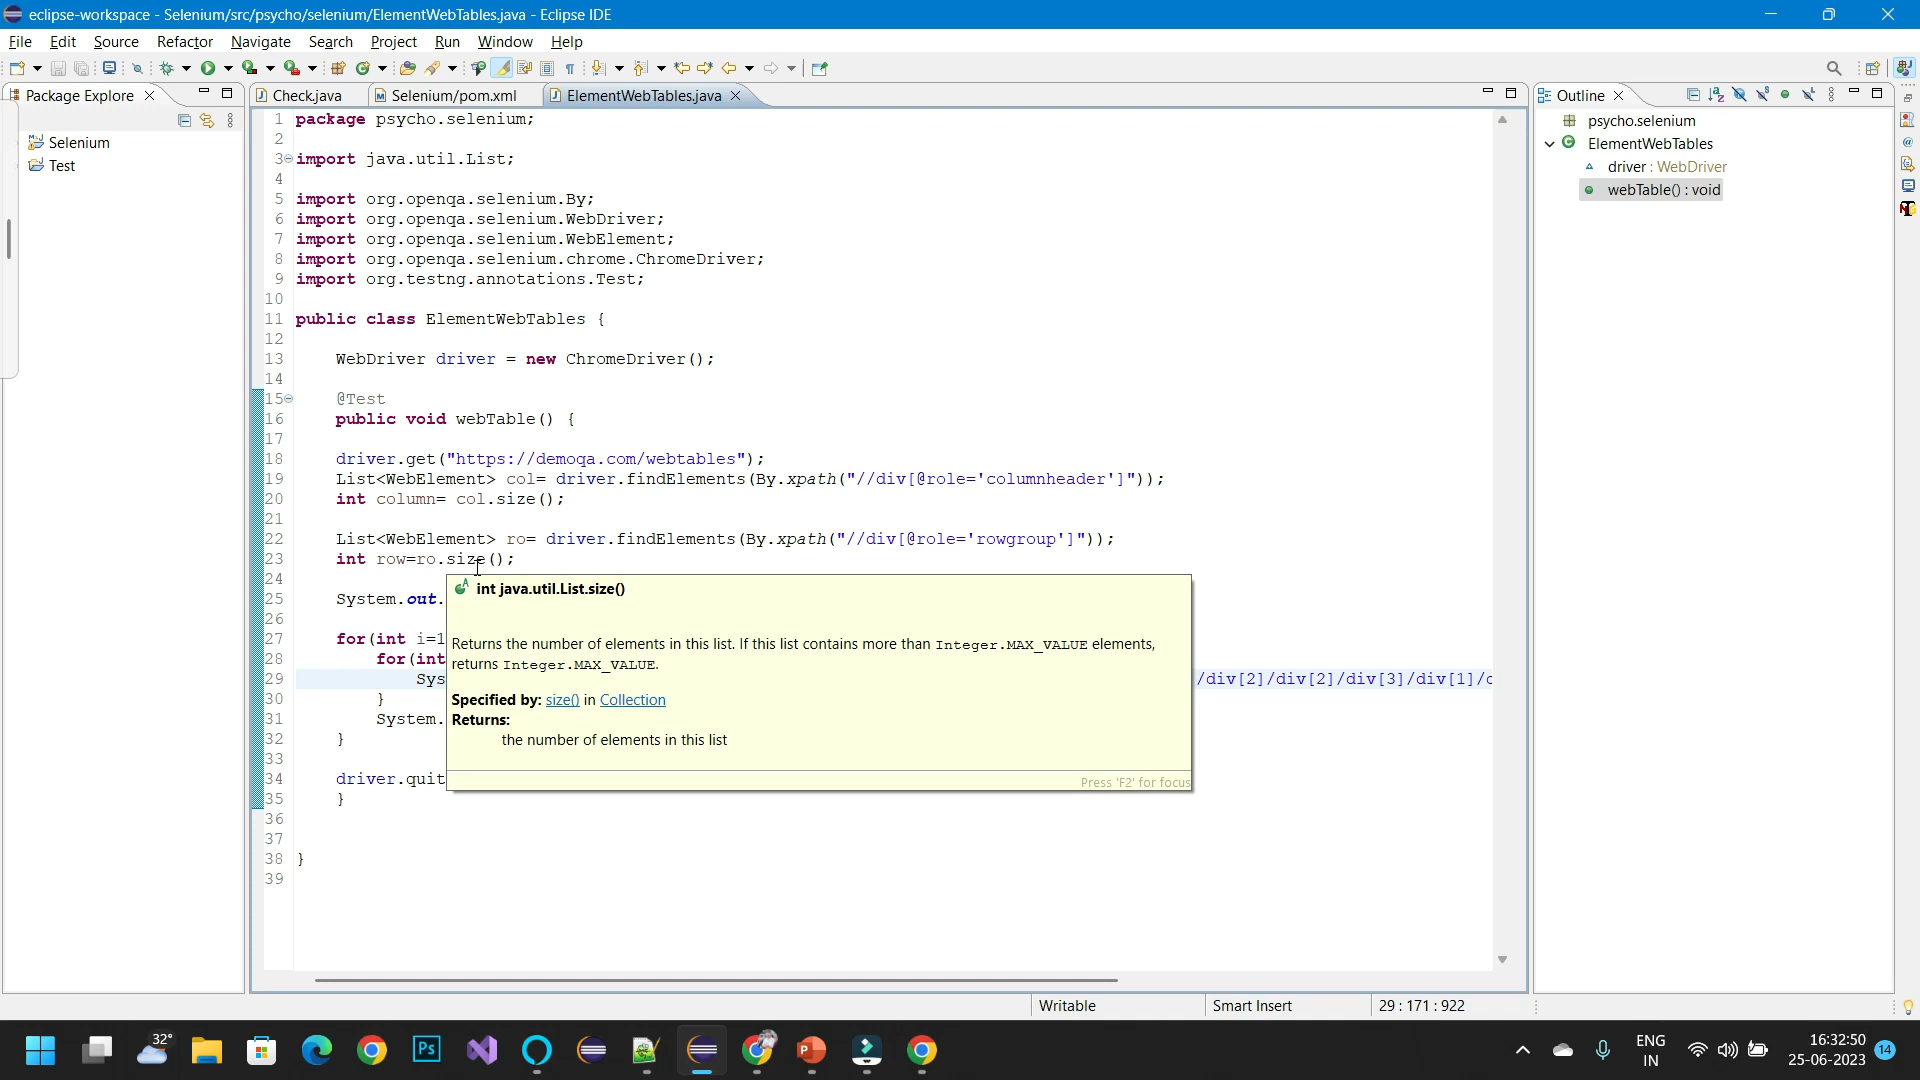 eclipse-workspace - Selenium/src/psycho/selenium/ElementWebTables.java - Eclipse IDE
File Edit Source Refactor Navigate Search Project Run Window Help
Package Explore
Check.java
Selenium/pom.xml
ElementWebTables.java
Outline
Selenium
Test
1 package psycho.selenium;
2
3 import java.util.List;
4
5 import org.openqa.selenium.By;
6 import org.openqa.selenium.WebDriver;
7 import org.openqa.selenium.WebElement;
8 import org.openqa.selenium.chrome.ChromeDriver;
9 import org.testng.annotations.Test;
10
11 public class ElementWebTables {
12
13 WebDriver driver = new ChromeDriver();
14
15 @Test
16 public void webTable() {
17
18 driver.get("https://demoqa.com/webtables");
19 List<WebElement> col= driver.findElements(By.xpath("//div[@role='columnheader']"));
20 int column= col.size();
21
22 List<WebElement> ro= driver.findElements(By.xpath("//div[@role='rowgroup']"));
23 int row=ro.size();
24
25 System.out.
26
27 for(int i=1
28 for(int
29 Sys /div[2]/div[2]/div[3]/div[1]/
30 }
31 System.
32 }
33
34 driver.quit
35 }
36
37
38 }
39
int java.util.List.size()
Returns the number of elements in this list. If this list contains more than Integer.MAX_VALUE elements,
returns Integer.MAX_VALUE.
Specified by: size() in Collection
Returns:
the number of elements in this list
Press 'F2' for focus
psycho.selenium
ElementWebTables
driver : WebDriver
webTable() : void
Writable
Smart Insert
29 : 171 : 922
32°
Ps
ENG
IN
16:32:50
25-06-2023
14